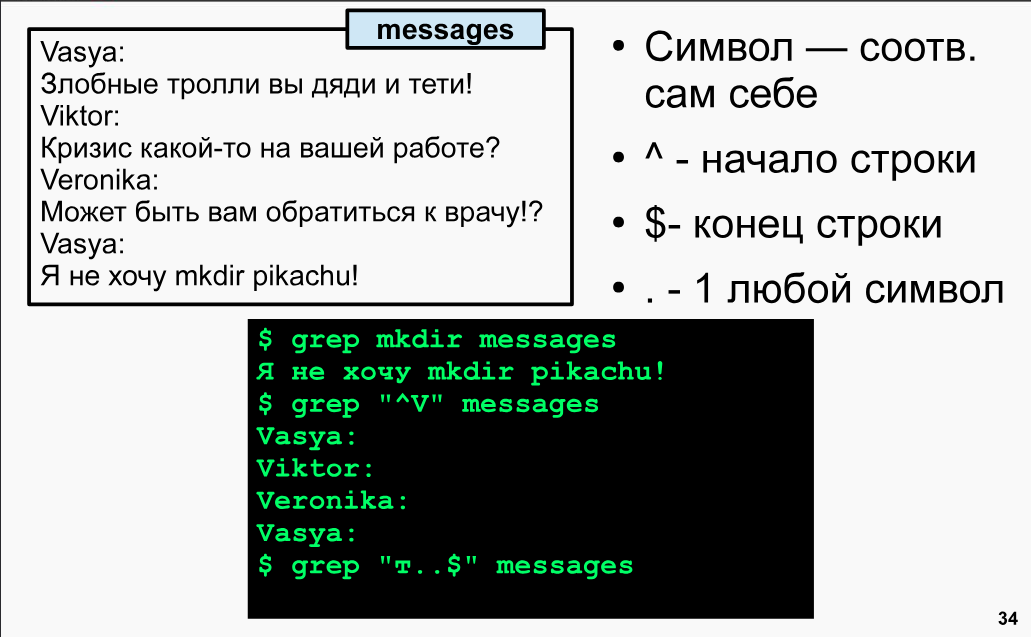 messages
Vasya:
Злобные тролли вы дяди и тети!
Viktor:
Кризис какой-то на вашей работе?
Veronika:
Может быть вам обратиться к врачу!?
Vasya:
Я не хочу mkdir pikachu!
• Символ — соотв.
сам себе
• ^ - начало строки
• $- конец строки
• . - 1 любой символ
$ grep mkdir messages
Я не хочу mkdir pikachu!
$ grep "^V" messages
Vasya:
Viktor:
Veronika:
Vasya:
$ grep "т..$" messages
34